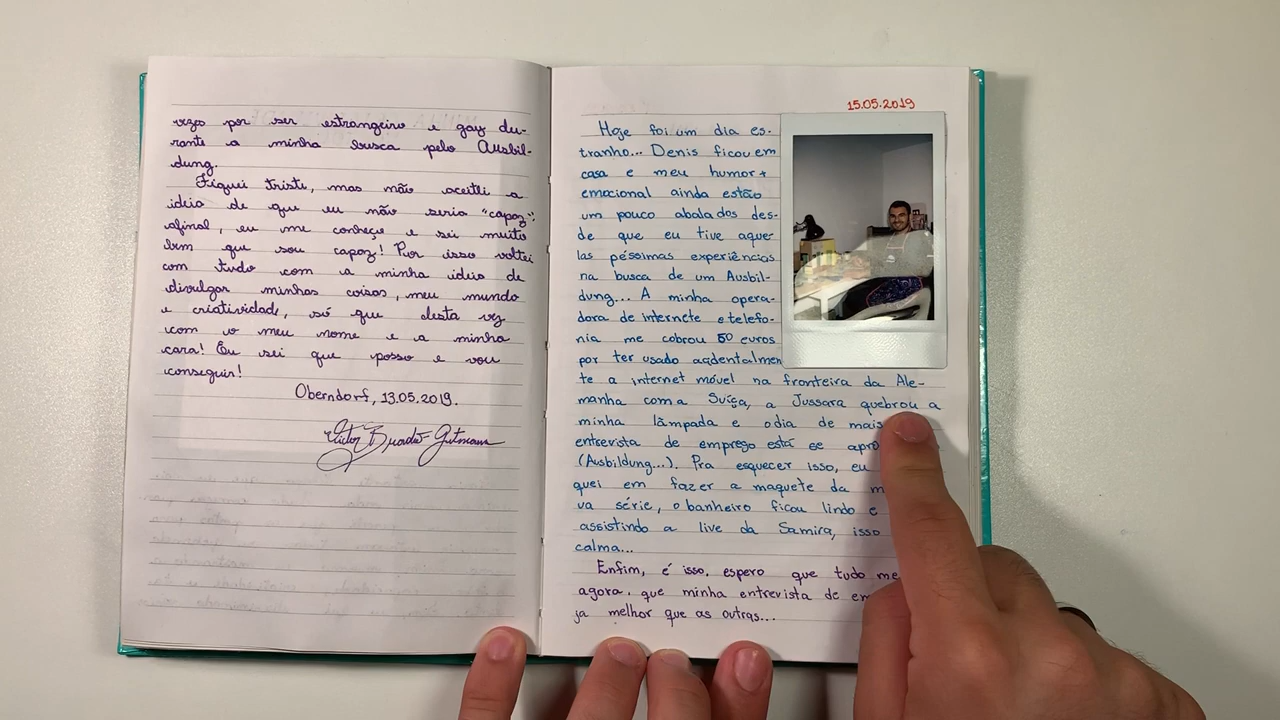 vezes por ser estrangeiro e gay du-
rante a minha busca pelo Ausbil-
dung.
Fiquei triste, mas não aceitei a
ideia de que eu não seria "capaz",
afinal, eu me conheço e sei muito
bem que sou capaz! Por isso voltei
com tudo com a minha ideia de
divulgar minhas coisas, meu mundo
e criatividade, só que desta vez
com o meu nome e a minha
cara! Eu sei que posso e vou
conseguir!
Oberndorf, 13.05.2019.
15.05.2019
Hoje foi um dia es-
tranho... Denis ficou em
casa e meu humor +
emocional ainda estão
um pouco abalados des-
de que eu tive aque-
las péssimas experiências
na busca de um Ausbil-
dung... A minha opera-
dora de Internete e telefo-
nia me cobrou 50 euros
por ter usado acidentalmen
te a internet móvel na fronteira da Ale-
manha com a Suíça, a Jussara quebrou a
minha lâmpada e o dia de mais
entrevista de emprego está se apro
(Ausbildung...). Pra esquecer isso, eu
quei em fazer a maquete da
va série, o banheiro ficou lindo e
assistindo a live da Samira, isso
calma...
Enfim, é isso, espero que tudo me
agora. que minha entrevista de em
ja melhor que as outras...